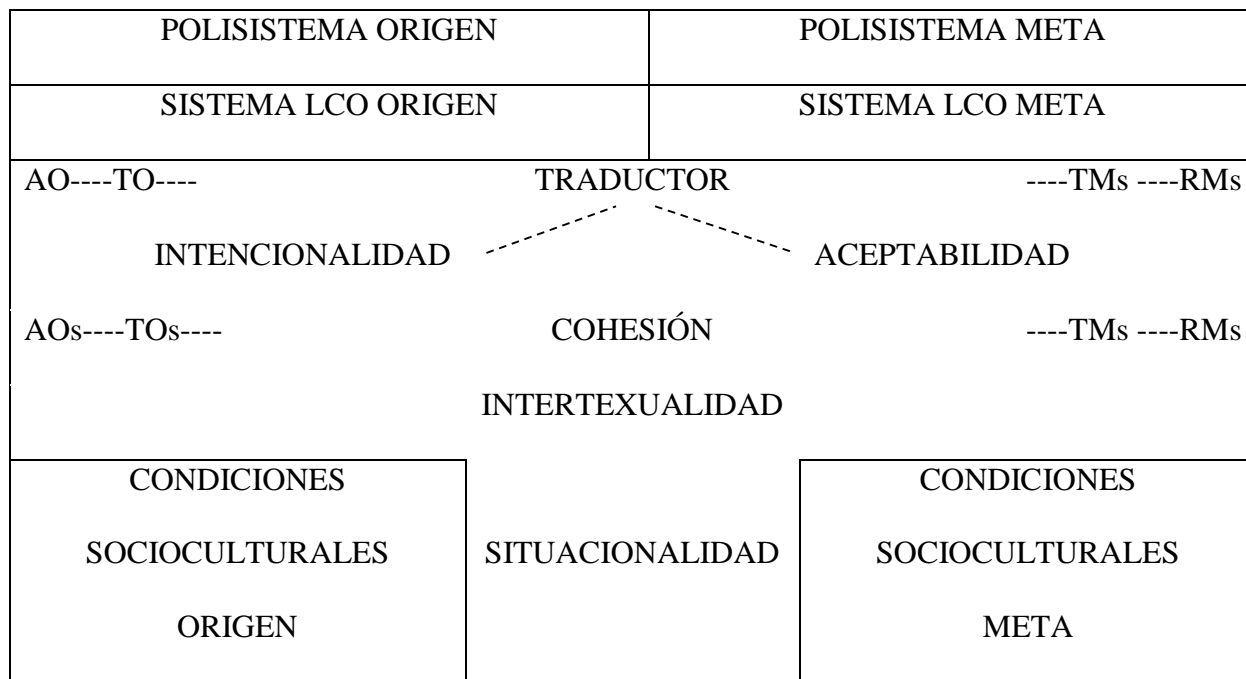 POLISISTEMA ORIGEN POLISISTEMA META
SISTEMA LCO ORIGEN SISTEMA LCO META
AO----TO---- TRADUCTOR ----TMs ----RMs
INTENCIONALIDAD ACEPTABILIDAD
AOs----TOs---- COHESIÓN ----TMs ----RMs
INTERTEXUALIDAD
CONDICIONES CONDICIONES
SOCIOCULTURALES SITUACIONALIDAD SOCIOCULTURALES
ORIGEN META